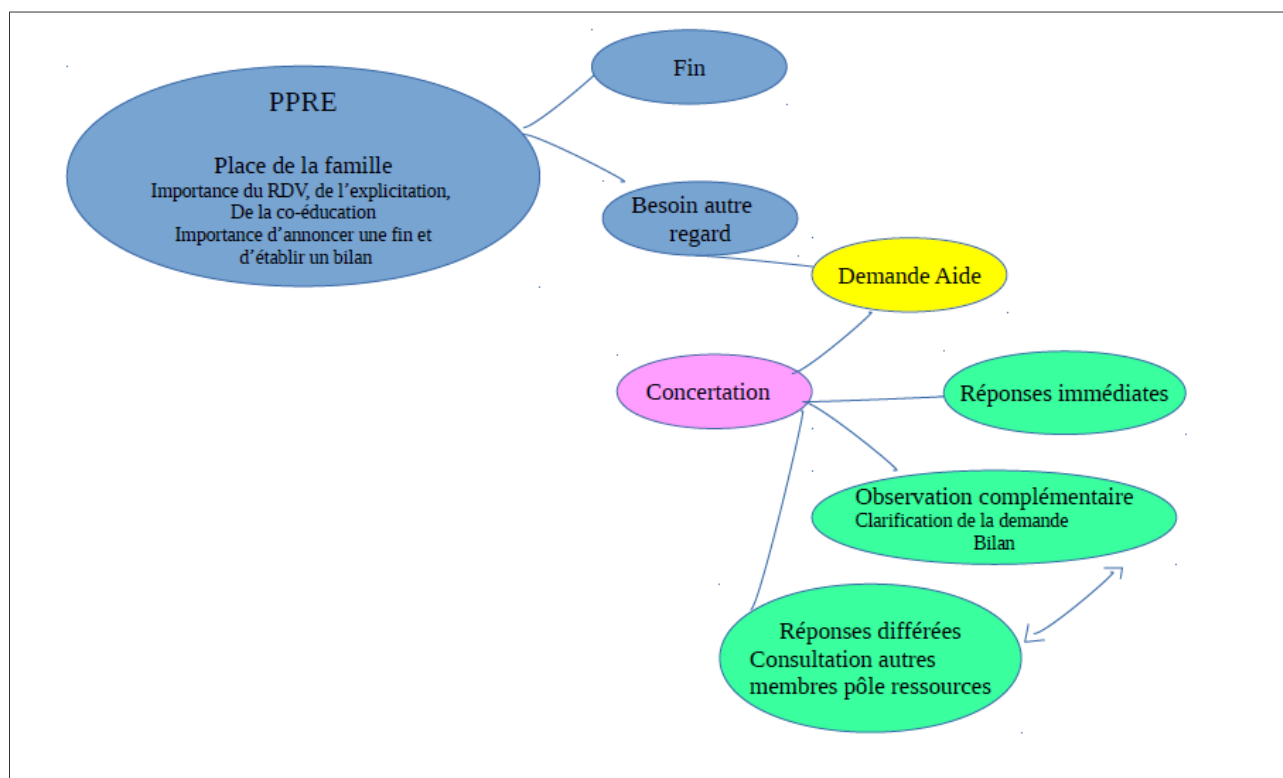 Fin
PPRE
Place de la famille
Importance du RDV, de l’explicitation,
De la co-éducation
Importance d’annoncer une fin et
d’établir un bilan
Besoin autre
regard
Demande Aide
Concertation
Réponses immédiates
Observation complémentaire
Clarification de la demande
Bilan
Réponses différées
Consultation autres
membres pôle ressources